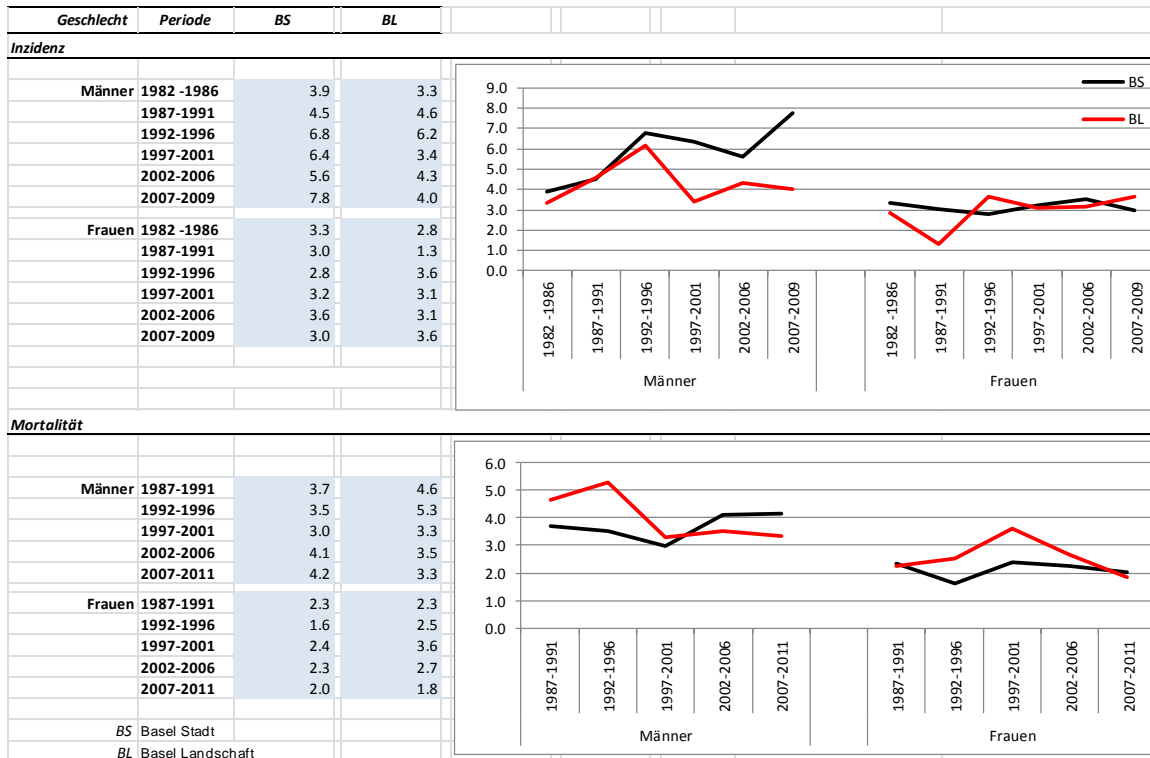 Geschlecht Periode BS BL
Inzidenz
Männer 1982 -1986 3.9 3.3
1987-1991 4.5 4.6
1992-1996 6.8 6.2
1997-2001 6.4 3.4
2002-2006 5.6 4.3
2007-2009 7.8 4.0
Frauen 1982 -1986 3.3 2.8
1987-1991 3.0 1.3
1992-1996 2.8 3.6
1997-2001 3.2 3.1
2002-2006 3.6 3.1
2007-2009 3.0 3.6
BS
BL
9.0
8.0
7.0
6.0
5.0
4.0
3.0
2.0
1.0
0.0
1982 -1986
1987-1991
1992-1996
1997-2001
2002-2006
2007-2009
1982 -1986
1987-1991
1992-1996
1997-2001
2002-2006
2007-2009
Männer Frauen
Mortalität
Männer 1987-1991 3.7 4.6
1992-1996 3.5 5.3
1997-2001 3.0 3.3
2002-2006 4.1 3.5
2007-2011 4.2 3.3
Frauen 1987-1991 2.3 2.3
1992-1996 1.6 2.5
1997-2001 2.4 3.6
2002-2006 2.3 2.7
2007-2011 2.0 1.8
BS Basel Stadt
BL Basel Landschaft
6.0
5.0
4.0
3.0
2.0
1.0
0.0
1987-1991
1992-1996
1997-2001
2002-2006
2007-2011
1987-1991
1992-1996
1997-2001
2002-2006
2007-2011
Männer Frauen